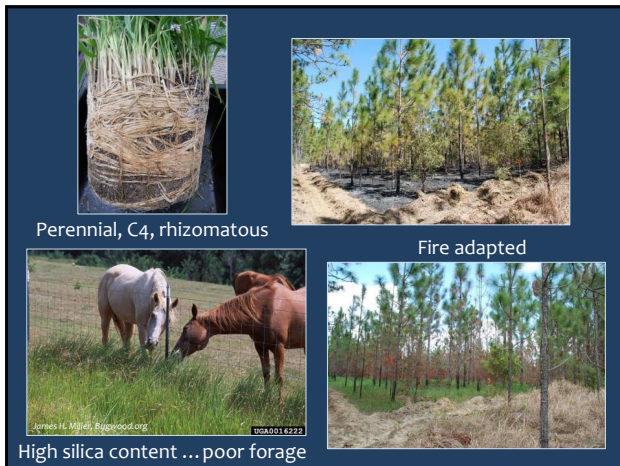 Perennial, C4, rhizomatous
Fire adapted
James H. Miller, Bugwood.org
UGA0016222
High silica content ...poor forage